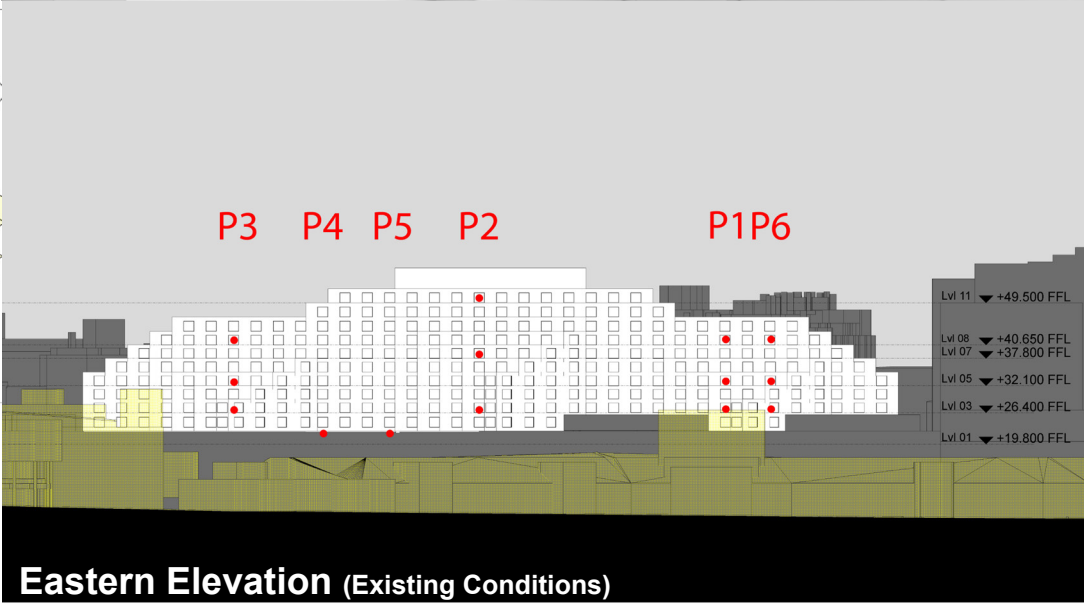 P3 P4 P5 P2 P1 P6
Lvl 11 +49.500 FFL
Lvl 08 +40.650 FFL
Lvl 07 +37.800 FFL
Lvl 05 +32.100 FFL
Lvl 03 +26.400 FFL
Lvl 01 +19.800 FFL
Eastern Elevation (Existing Conditions)